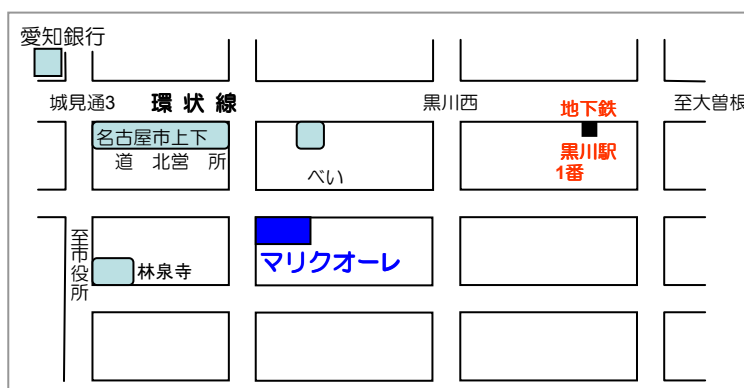 愛知銀行
城見通3
環状線
黒川西
地下鉄
至大曽根
名古屋市上下
道 北営 所
べい
黒川駅
1番
マリクオーレ
至市役所
林泉寺